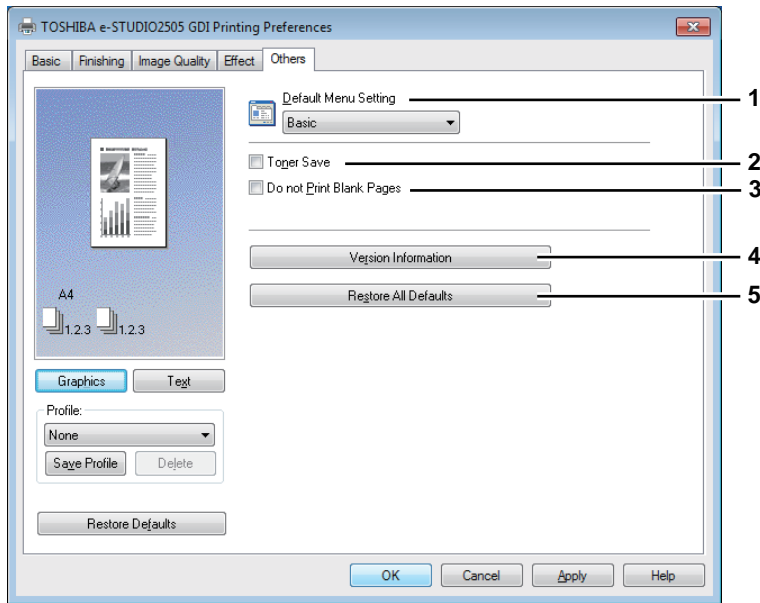 TOSHIBA e-STUDIO2505 GDI Printing Preferences
Basic Finishing Image Quality Effect Others
Default Menu Setting 1
Basic
Toner Save 2
Do not Print Blank Pages 3
Version Information 4
Restore All Defaults 5
A4
1.2.3 1.2.3
Graphics Text
Profile:
None
Save Profile Delete
Restore Defaults
OK Cancel Apply Help